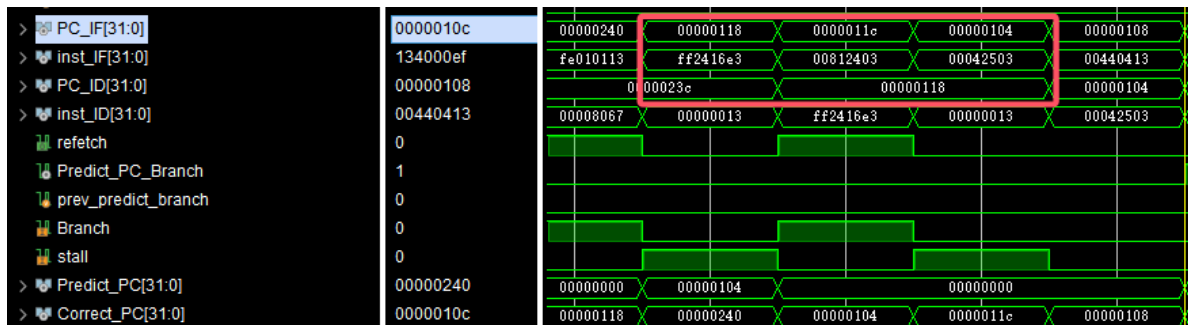 PC_IF[31:0] 0000010c 00000240 00000118 0000011c 00000104 00000108
inst_IF[31:0] 134000ef fe010113 ff2416e3 00812403 00042503 00440413
PC_ID[31:0] 00000108 0000023c 00000118 00000104
inst_ID[31:0] 00440413 00008067 00000013 ff2416e3 00000013 00042503
refetch 0
Predict_PC_Branch 1
prev_predict_branch 0
Branch 0
stall 0
Predict_PC[31:0] 00000240 00000000 00000104 00000000
Correct_PC[31:0] 0000010c 00000118 00000240 00000104 0000011c 00000108